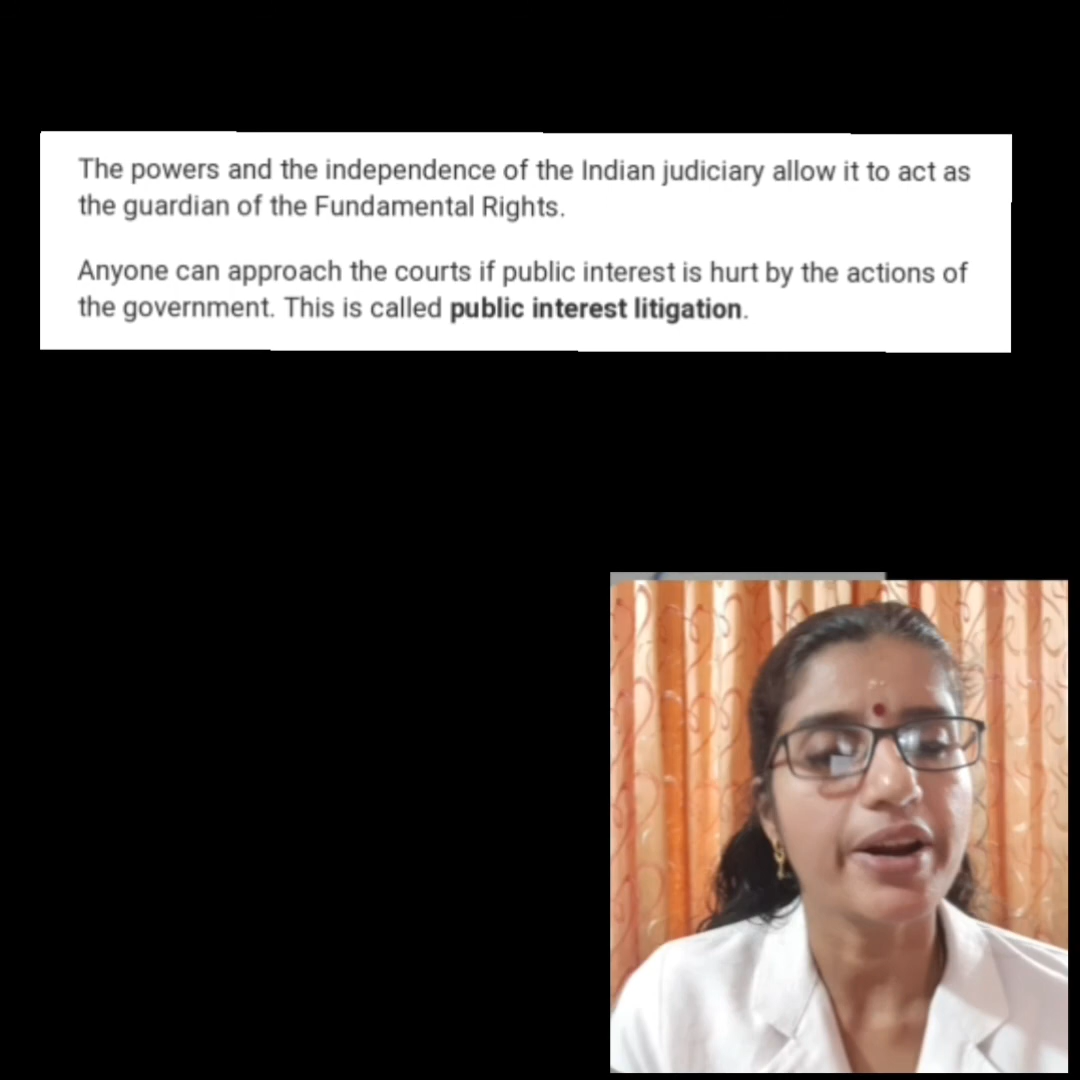 The powers and the independence of the Indian judiciary allow it to act as
the guardian of the Fundamental Rights.
Anyone can approach the courts if public interest is hurt by the actions of
the government. This is called public interest litigation.